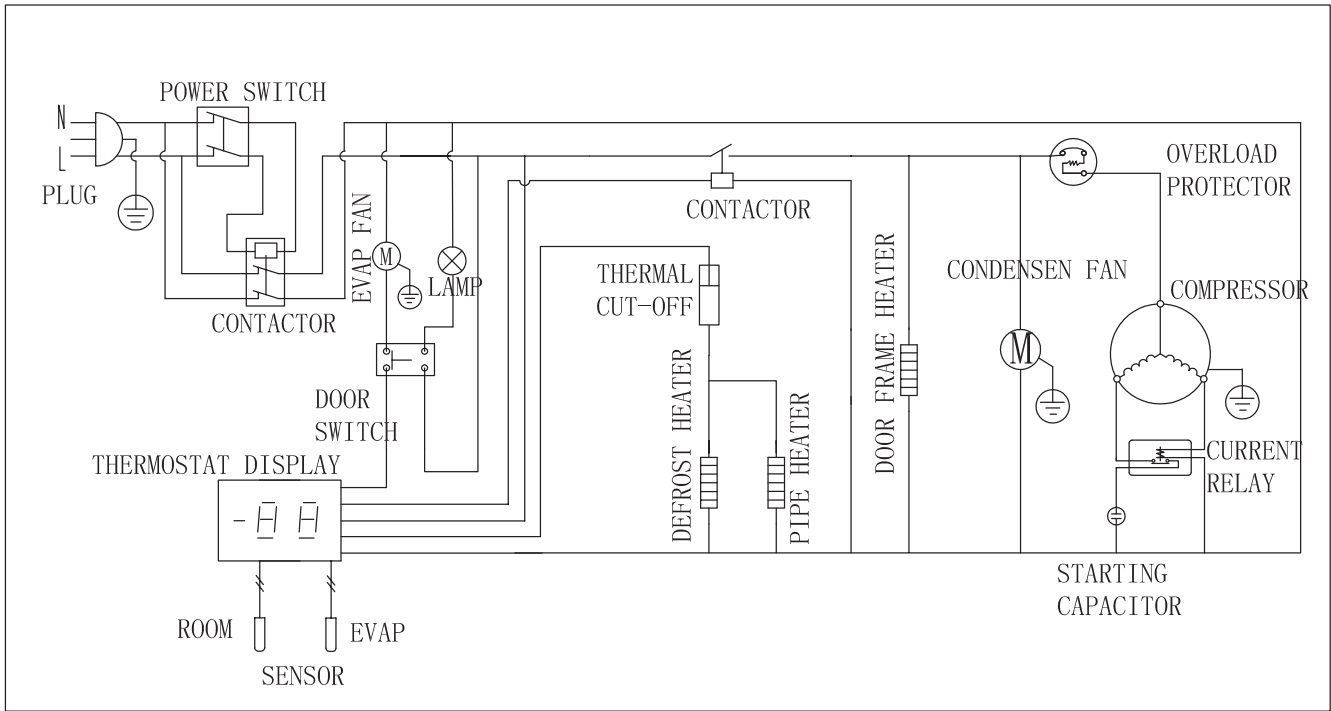 POWER SWITCH
N
L
PLUG
OVERLOAD
PROTECTOR
CONTACTOR
EVAP FAN
M
LAMP
THERMAL
CUT-OFF
CONDENSEN FAN
COMPRESSOR
CONTACTOR
M
DOOR FRAME HEATER
DOOR
SWITCH
DEFROST HEATER
PIPE HEATER
CURRENT
RELAY
THERMOSTAT DISPLAY
STARTING
CAPACITOR
ROOM
EVAP
SENSOR